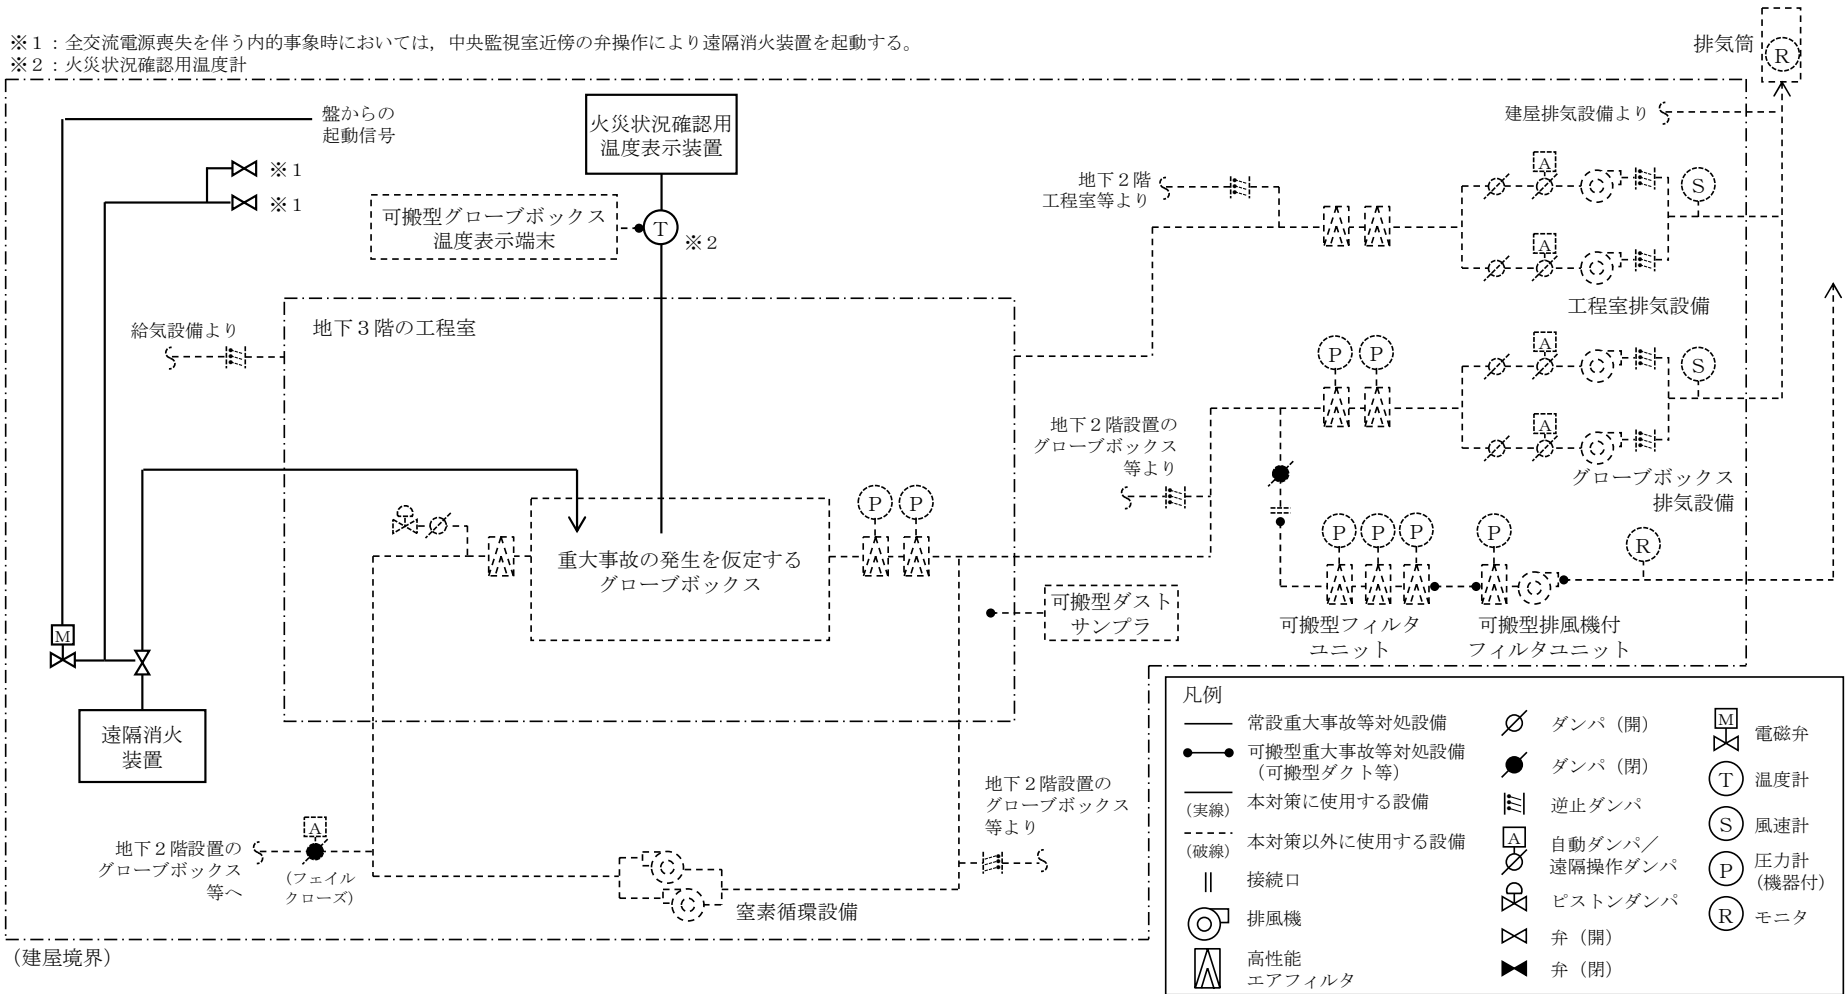 ※1：全交流電源喪失を伴う内的事象時においては，中央監視室近傍の弁操作により遠隔消火装置を起動する。
※2：火災状況確認用温度計
排気筒
R
盤からの
起動信号
※1
※1
火災状況確認用
温度表示装置
可搬型グローブボックス
温度表示端末
T
※2
建屋排気設備より
地下2階
工程室等より
A
S
A
工程室排気設備
給気設備より
地下3階の工程室
P
P
A
S
A
地下2階設置の
グローブボックス
等より
グローブボックス
排気設備
P
P
重大事故の発生を仮定する
グローブボックス
P
P
P
P
R
可搬型ダスト
サンプラ
可搬型フィルタ
ユニット
可搬型排風機付
フィルタユニット
M
遠隔消火
装置
地下2階設置の
グローブボックス
等へ
A
（フェイル
クローズ）
窒素循環設備
地下2階設置の
グローブボックス
等より
（建屋境界）
凡例
常設重大事故等対処設備
可搬型重大事故等対処設備
（可搬型ダクト等）
（実線）
本対策に使用する設備
（破線）
本対策以外に使用する設備
接続口
排風機
高性能
エアフィルタ
ダンパ（開）
ダンパ（閉）
逆止ダンパ
A
自動ダンパ／
遠隔操作ダンパ
ピストンダンパ
弁（開）
弁（閉）
M
電磁弁
T
温度計
S
風速計
P
圧力計
（機器付）
R
モニタ